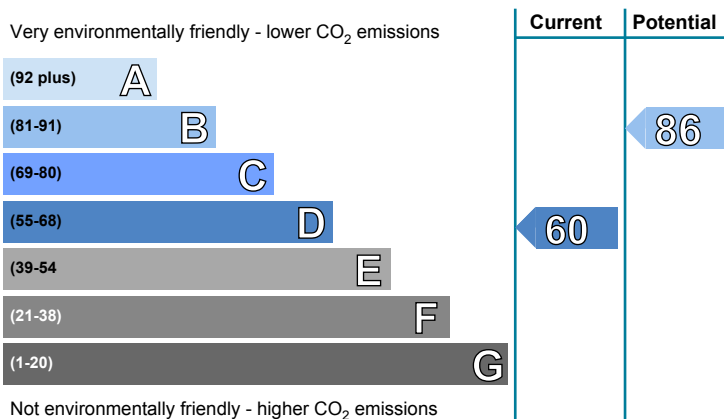 Current Potential
Very environmentally friendly - lower CO2 emissions
(92 plus) A
(81-91) B
86
(69-80) C
(55-68) D
60
(39-54 E
(21-38) F
(1-20) G
Not environmentally friendly - higher CO2 emissions